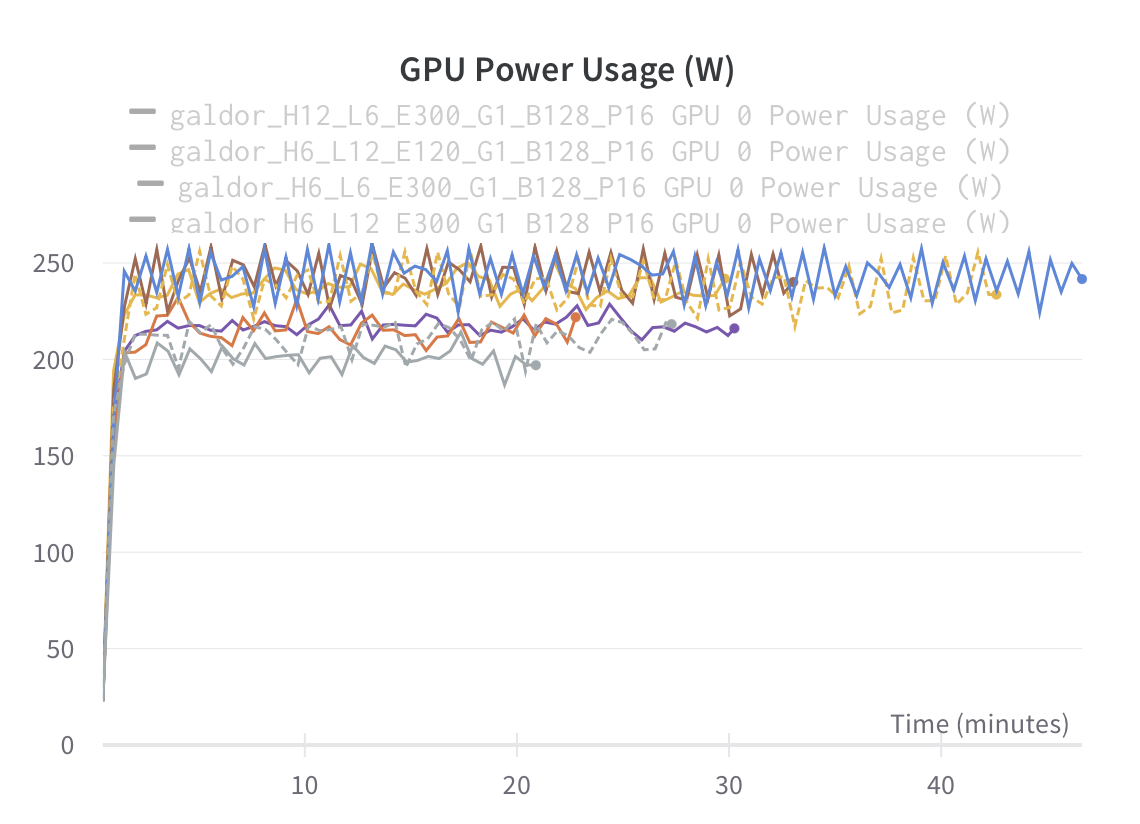 GPU Power Usage (W)
galdor_H12_L6_E300_G1_B128_P16 GPU 0 Power Usage (W)
galdor_H6_L12_E120_G1_B128_P16 GPU 0 Power Usage (W)
galdor_H6_L6_E300_G1_B128_P16 GPU 0 Power Usage (W)
galdor_H6_L12_E300_G1_B128_P16 GPU 0 Power Usage (W)
250
200
150
100
50
0
Time (minutes)
10 20 30 40